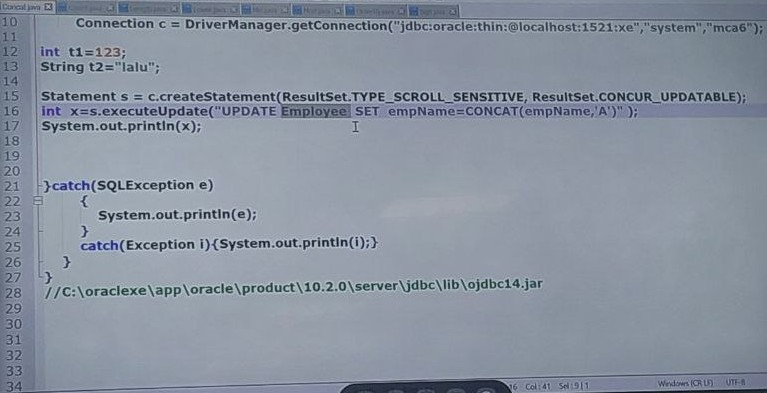 Concat.java
10 Connection c = DriverManager.getConnection("jdbc:oracle:thin:@localhost:1521:xe","system","mca6");
11
12 int t1=123;
13 String t2="lalu";
14
15 Statement s = c.createStatement(ResultSet.TYPE_SCROLL_SENSITIVE, ResultSet.CONCUR_UPDATABLE);
16 int x=s.executeUpdate("UPDATE Employee SET empName=CONCAT(empName,'A')" );
17 System.out.println(x);
18
19
20
21 }catch(SQLException e)
22 {
23 System.out.println(e);
24 }
25 catch(Exception i){System.out.println(i);}
26 }
27 }
28 //C:\oraclexe\app\oracle\product\10.2.0\server\jdbc\lib\ojdbc14.jar
29
30
31
32
33
34
16 Col:41 Sel:9|1 Windows (CR LF) UTF-8